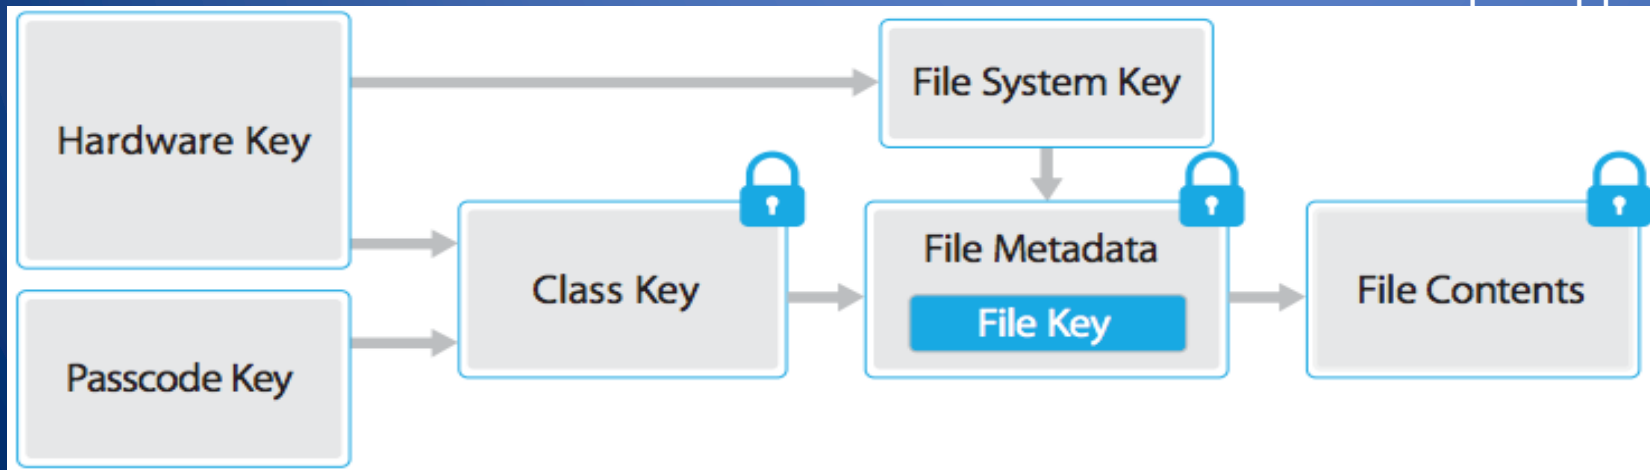 Hardware Key
File System Key
Class Key
File Metadata
File Key
File Contents
Passcode Key